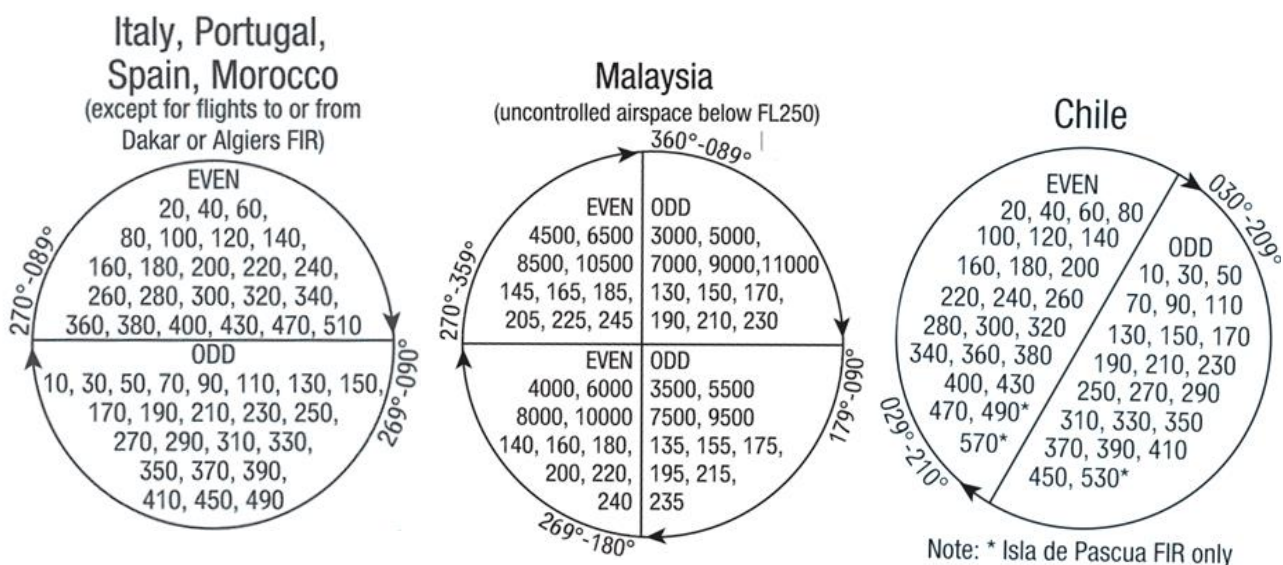 Italy, Portugal,
Spain, Morocco
(except for flights to or from
Dakar or Algiers FIR)
270°-089°
EVEN
20, 40, 60,
80, 100, 120, 140,
160, 180, 200, 220, 240,
260, 280, 300, 320, 340,
360, 380, 400, 430, 470, 510
ODD
10, 30, 50, 70, 90, 110, 130, 150,
170, 190, 210, 230, 250,
270, 290, 310, 330,
350, 370, 390,
410, 450, 490
269°-090°
Malaysia
(uncontrolled airspace below FL250)
360°-089°
270°-359°
EVEN
4500, 6500
8500, 10500
145, 165, 185,
205, 225, 245
ODD
3000, 5000,
7000, 9000,11000
130, 150, 170,
190, 210, 230
EVEN
4000, 6000
8000, 10000
140, 160, 180,
200, 220,
240
ODD
3500, 5500
7500, 9500
135, 155, 175,
195, 215,
235
179°-090°
269°-180°
Chile
EVEN
20, 40, 60, 80
100, 120, 140
160, 180, 200
220, 240, 260
280, 300, 320
340, 360, 380
400, 430
470, 490*
570*
029°-210°
030°-209°
ODD
10, 30, 50
70, 90, 110
130, 150, 170
190, 210, 230
250, 270, 290
310, 330, 350
370, 390, 410
450, 530*
Note: * Isla de Pascua FIR only